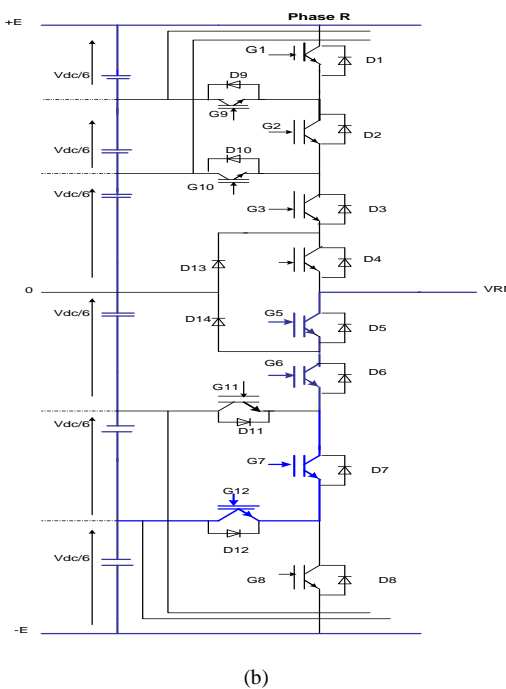 Phase R
+E
G1
D1
Vdc/6
D9
G9
G2
D2
Vdc/6
D10
G10
Vdc/6
G3
D3
D13
D4
0
Vdc/6
D14
G5
D5
G6
D6
G11
Vdc/6
D11
G7
D7
G12
D12
Vdc/6
G8
D8
-E
(b)